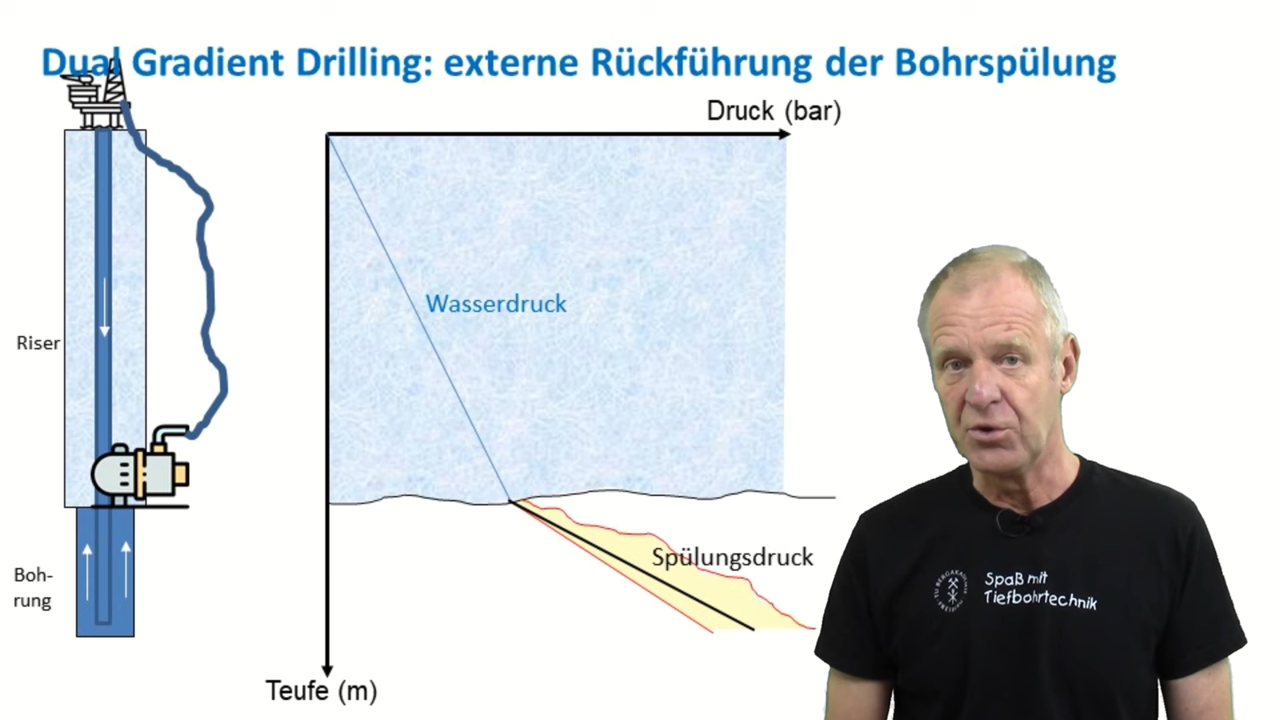 Dual Gradient Drilling: externe Rückführung der Bohrspülung
Druck (bar)
Wasserdruck
Riser
Spülungsdruck
Boh-
rung
Spaß mit
Tiefbohrtechnik
Teufe (m)